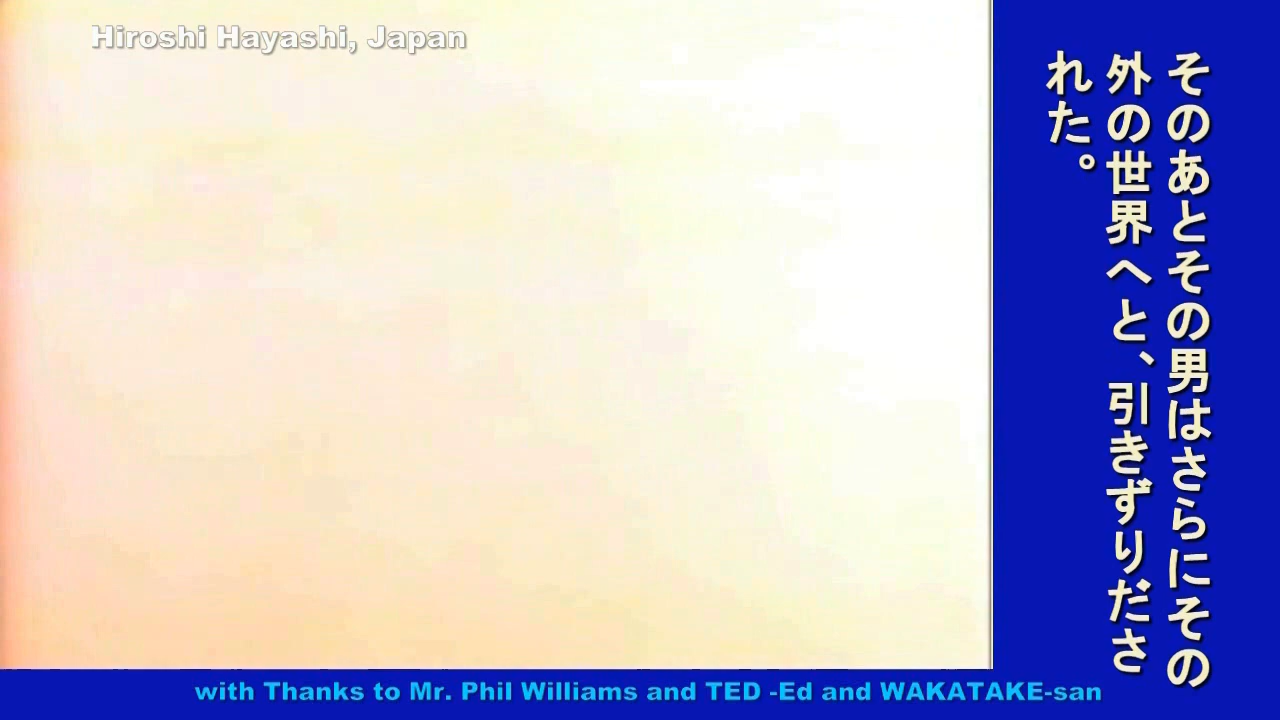 Hiroshi Hayashi, Japan
そのあとその男はさらにその
外の世界へと、引きずりださ
れた。
with Thanks to Mr. Phil Williams and TED -Ed and WAKATAKE-san